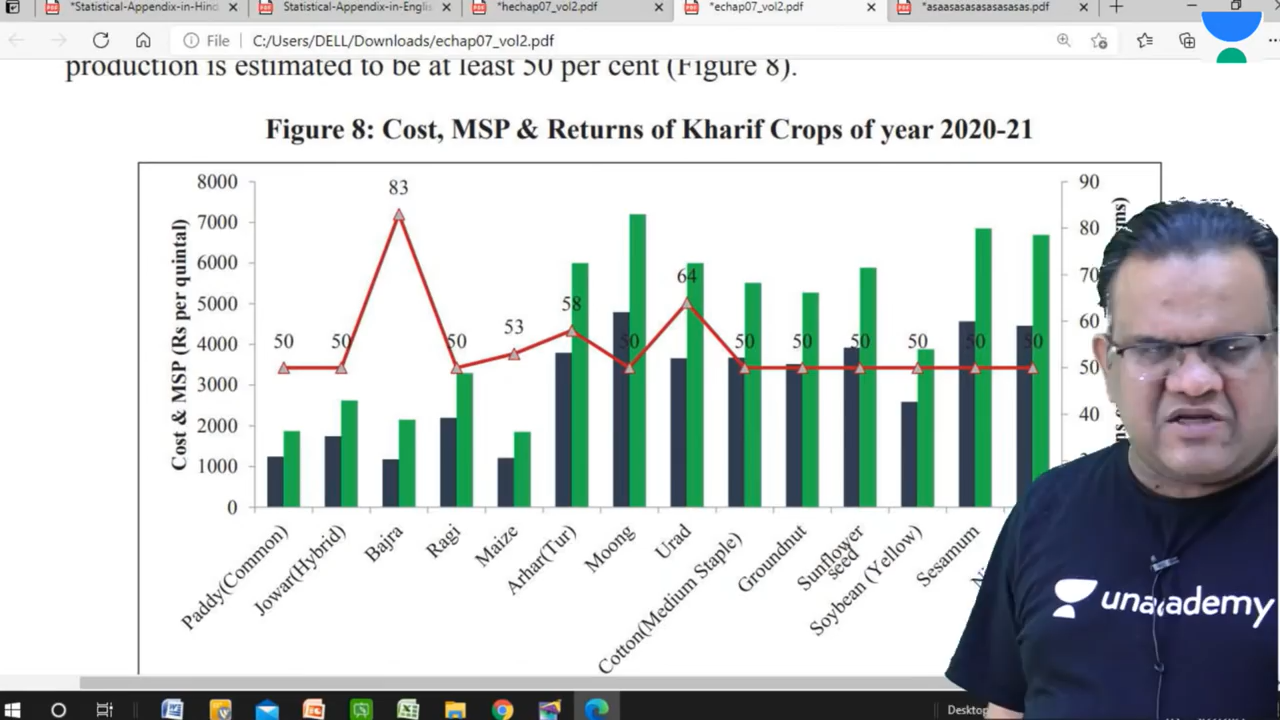 *Statistical-Appendix-in-Hind
Statistical-Appendix-in-Englis
*hechap07_vol2.pdf
*echap07_vol2.pdf
*asaasasasasasasasas.pdf
File
C:/Users/DELL/Downloads/echap07_vol2.pdf
production is estimated to be at least 50 per cent (Figure 8).
Figure 8: Cost, MSP & Returns of Kharif Crops of year 2020-21
Cost & MSP (Rs per quintal)
8000
7000
6000
5000
4000
3000
2000
1000
0
50
50
83
50
53
58
50
64
50
50
50
50
50
50
90
80
70
60
50
40
Paddy(Common)
Jowar(Hybrid)
Bajra
Ragi
Maize
Arhar(Tur)
Moong
Urad
Cotton(Medium Staple)
Groundnut
Sunflower
seed
Soybean (Yellow)
Sesamum
unacademy
Desktop